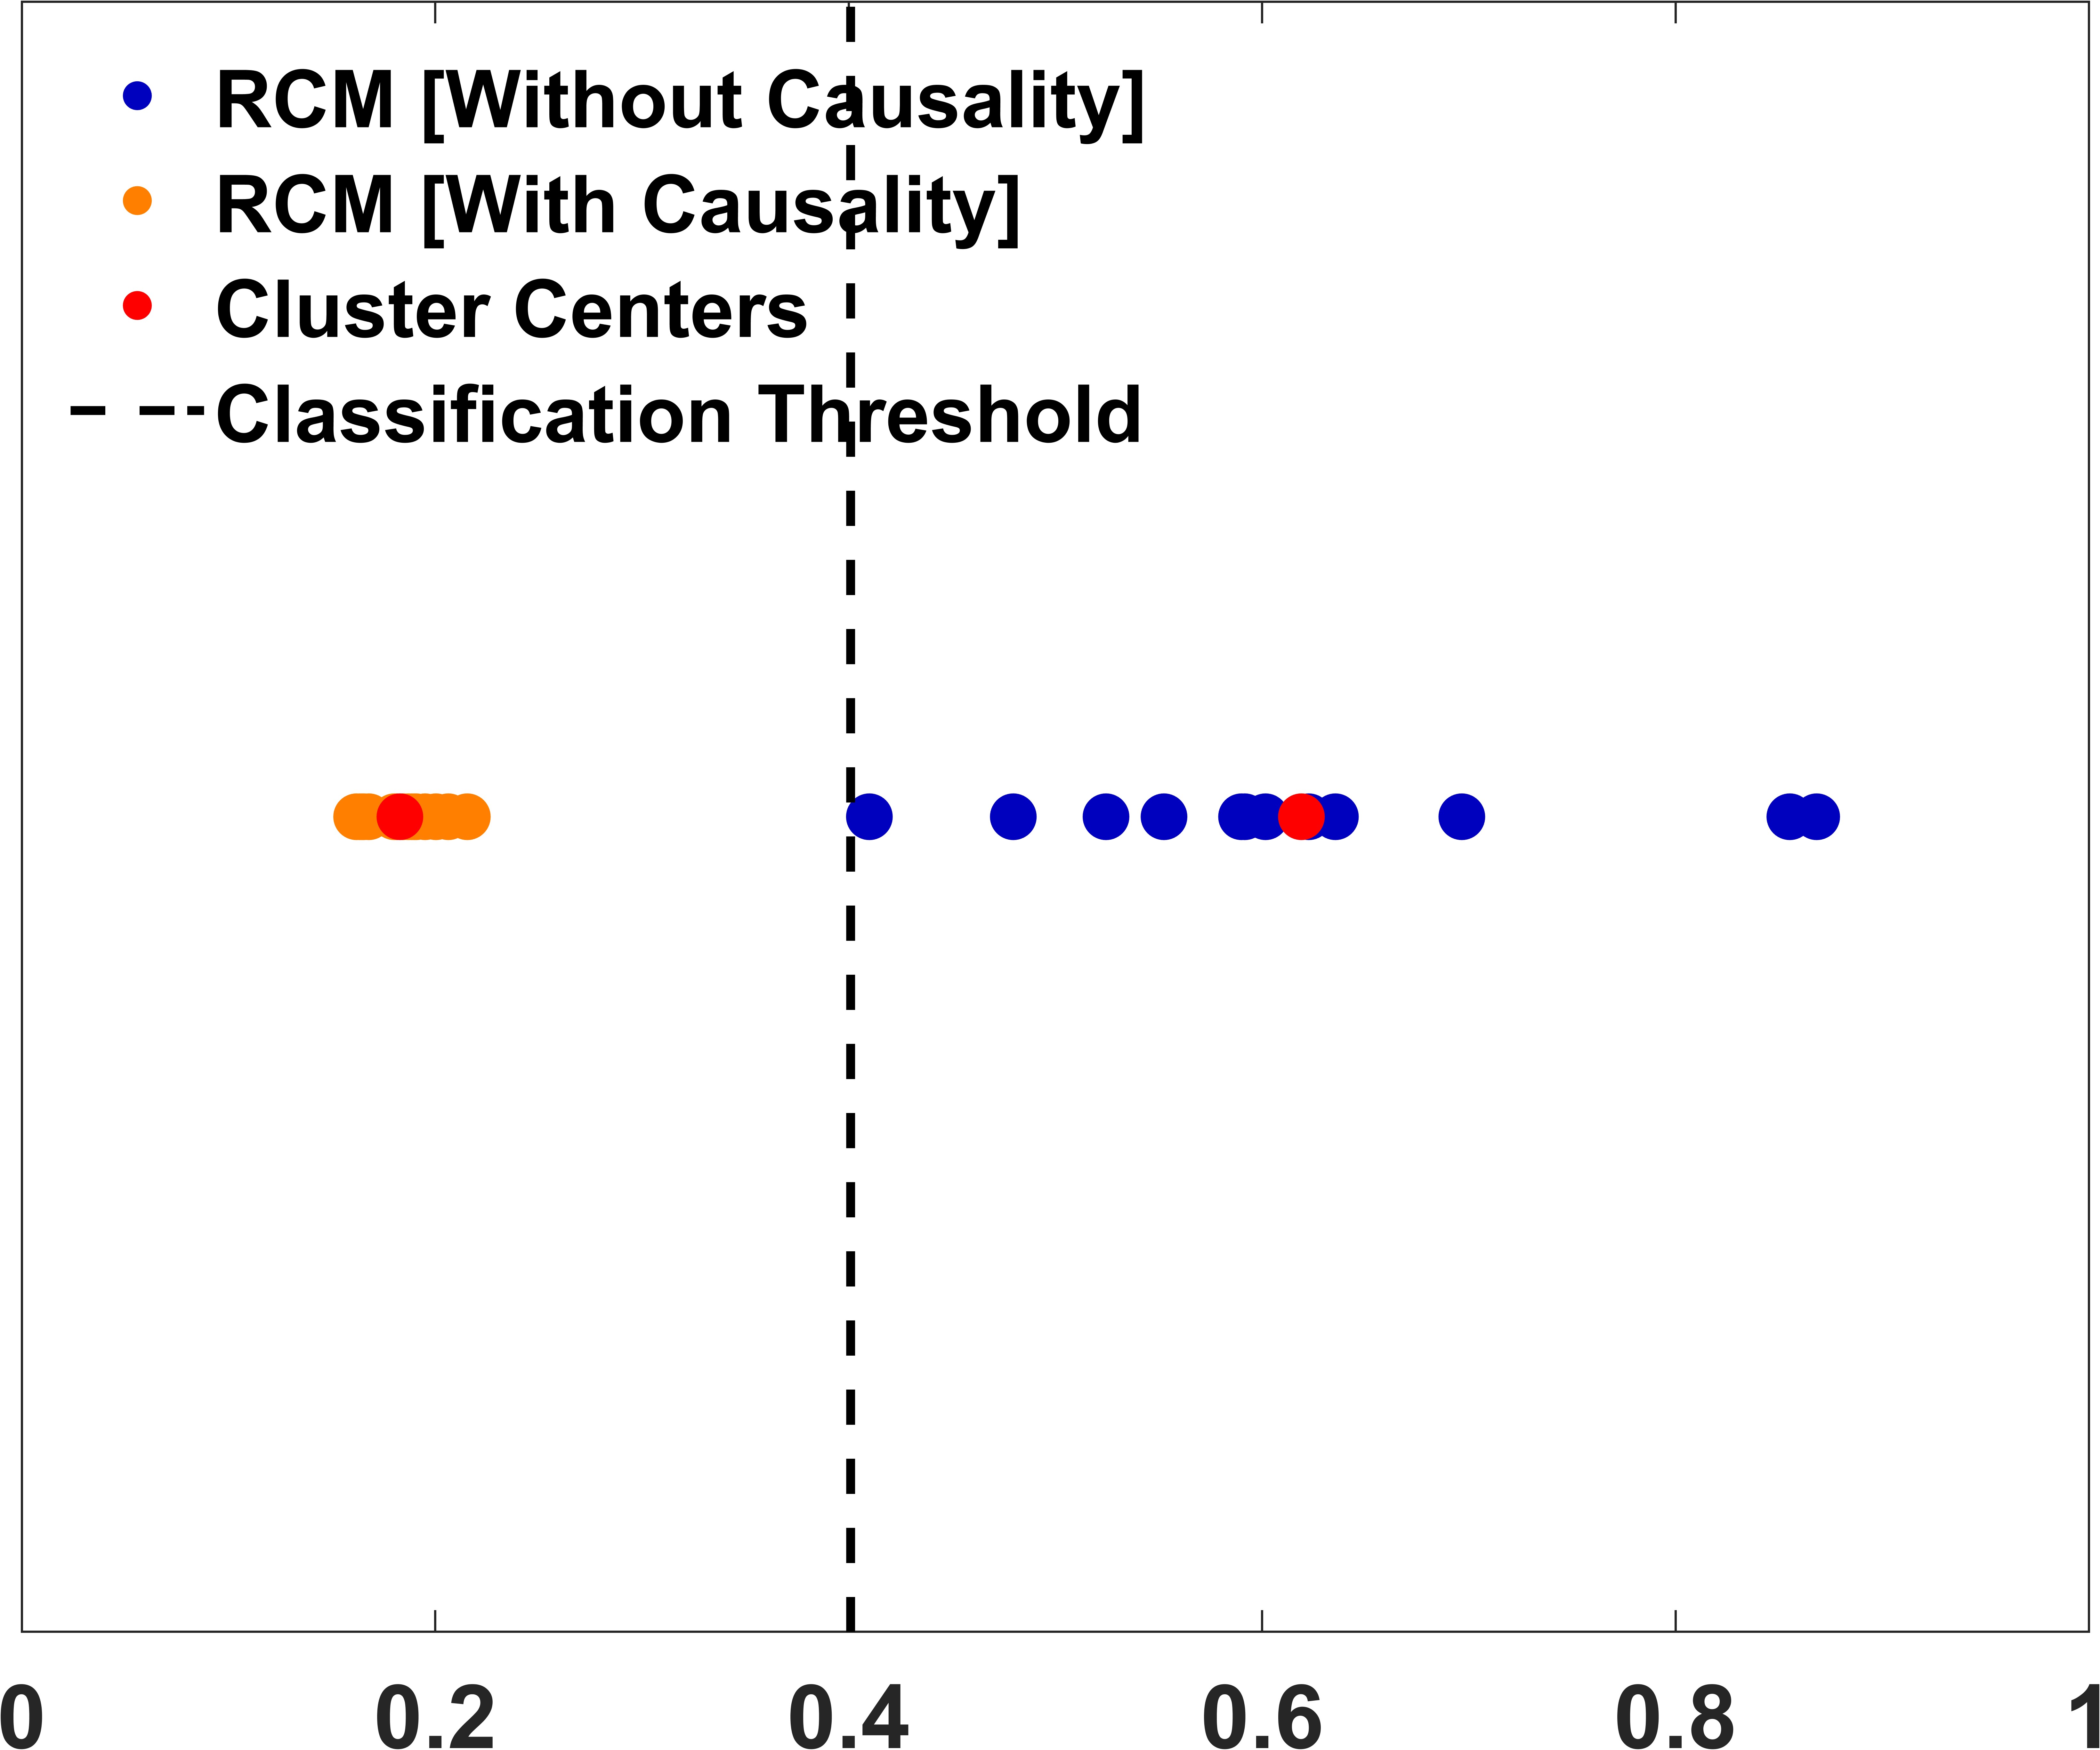 RCM [Without Causality]
RCM [With Causality]
Cluster Centers
Classification Threshold
0 0.2 0.4 0.6 0.8 1